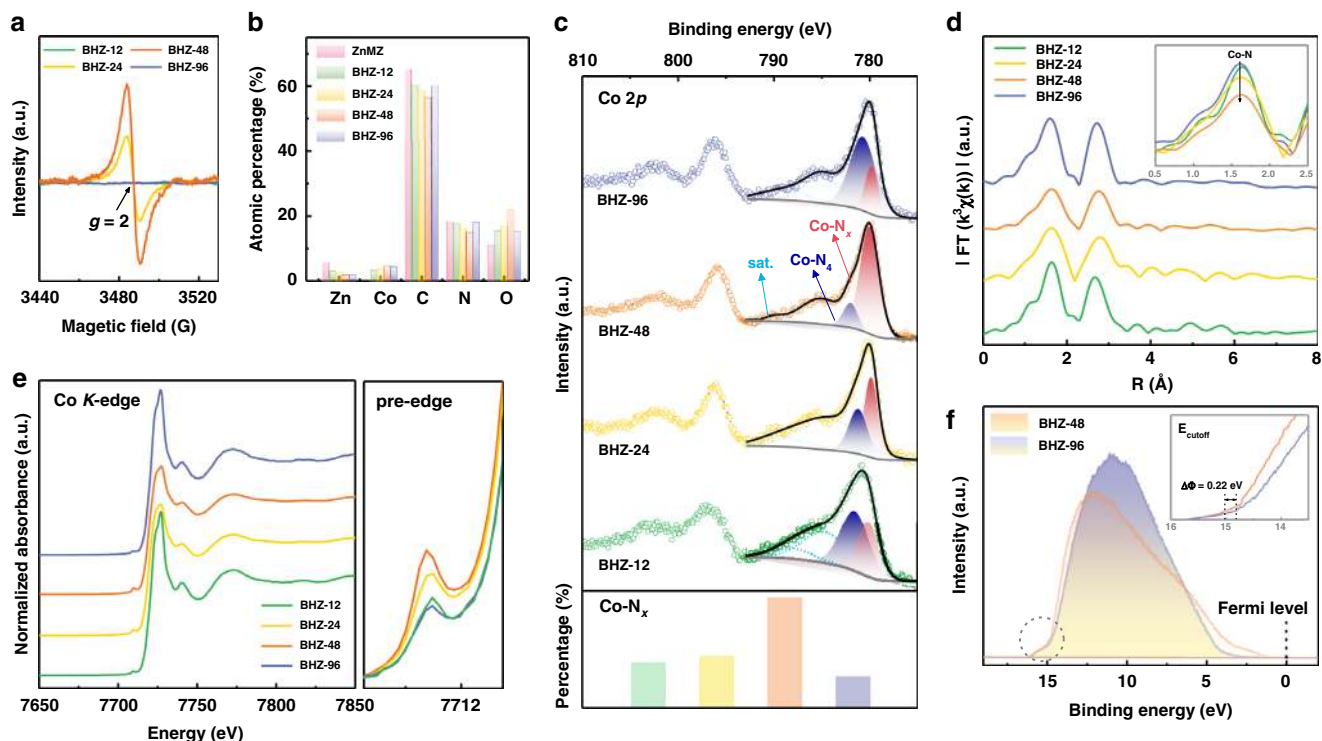 a
BHZ-12
BHZ-48
BHZ-24
BHZ-96
Intensity (a.u.)
g = 2
3440
3480
3520
Magetic field (G)
b
ZnMZ
BHZ-12
BHZ-24
BHZ-48
BHZ-96
Atomic percentage (%)
60
40
20
0
Zn
Co
C
N
O
c
Binding energy (eV)
810
800
790
780
Co 2p
BHZ-96
Co-Nx
Co-N4
sat.
BHZ-48
BHZ-24
BHZ-12
Intensity (a.u.)
Co-Nx
Percentage (%)
d
BHZ-12
BHZ-24
BHZ-48
BHZ-96
Co-N
0.5
1.0
1.5
2.0
2.5
| FT (k³χ(k)) | (a.u.)
0
2
4
6
8
R (Å)
e
Co K-edge
pre-edge
Normalized absorbance (a.u.)
BHZ-12
BHZ-24
BHZ-48
BHZ-96
7650
7700
7750
7800
7850
7712
Energy (eV)
f
BHZ-48
BHZ-96
Ecutoff
ΔΦ = 0.22 eV
16
15
14
Fermi level
Intensity (a.u.)
15
10
5
0
Binding energy (eV)